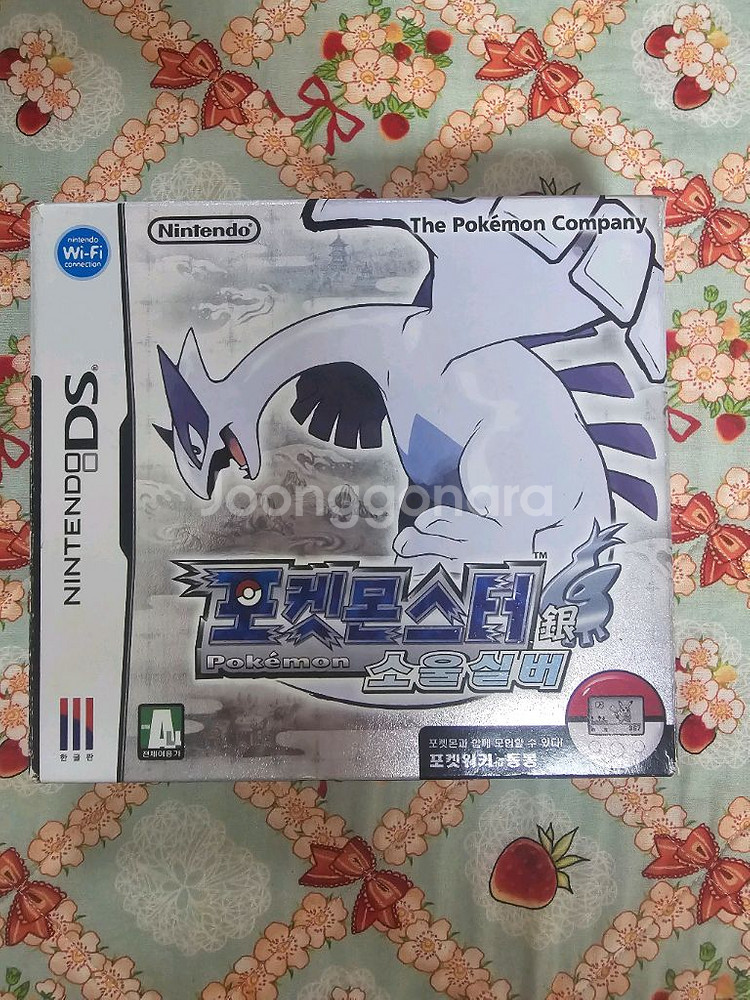 nintendo
Wi-Fi
connection
Nintendo®
The Pokémon Company
NINTENDO DS®
Joonggonara
포켓몬스터™
銀
Pokémon
소울실버
한글판
전체이용가
포켓몬과 함께 모험할 수 있다!
포켓워커 동봉